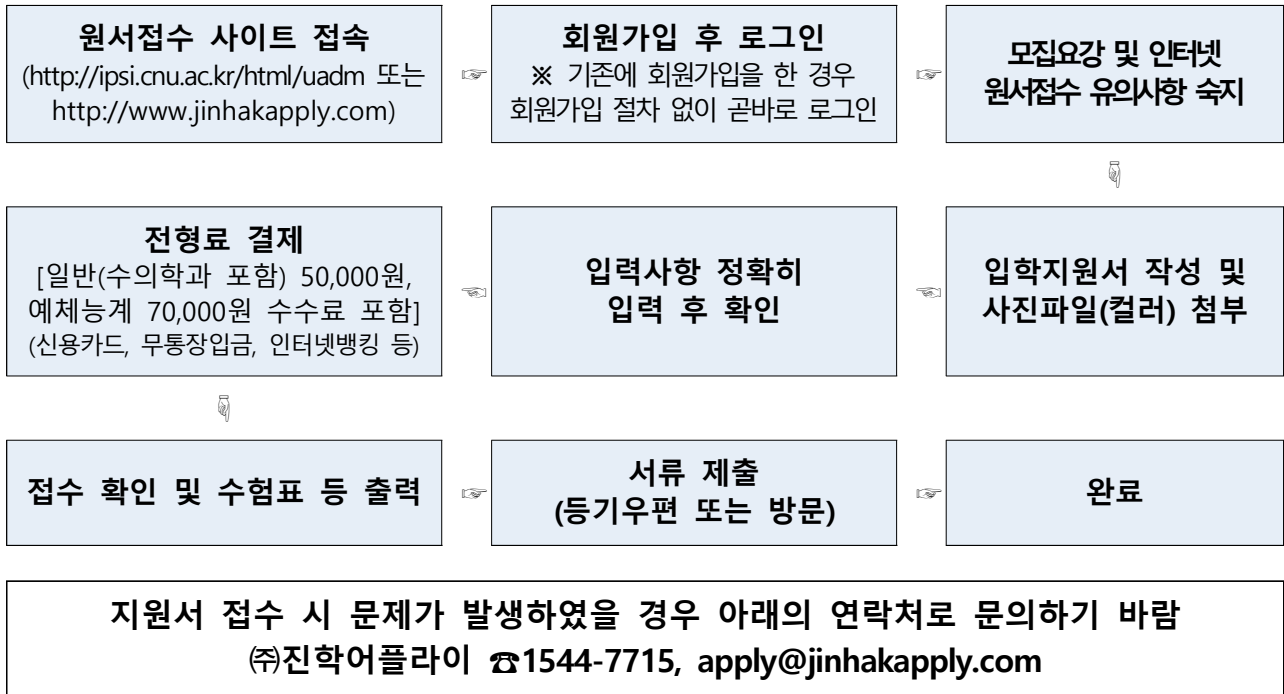 원서접수 사이트 접속
(http://ipsi.cnu.ac.kr/html/uadm 또는
http://www.jinhakapply.com)
☞
회원가입 후 로그인
※ 기존에 회원가입을 한 경우
회원가입 절차 없이 곧바로 로그인
☞
모집요강 및 인터넷
원서접수 유의사항 숙지
☟
입학지원서 작성 및
사진파일(컬러) 첨부
☜
입력사항 정확히
입력 후 확인
☜
전형료 결제
[일반(수의학과 포함) 50,000원,
예체능계 70,000원 수수료 포함]
(신용카드, 무통장입금, 인터넷뱅킹 등)
☟
접수 확인 및 수험표 등 출력
☞
서류 제출
(등기우편 또는 방문)
☞
완료
지원서 접수 시 문제가 발생하였을 경우 아래의 연락처로 문의하기 바람
㈜진학어플라이 ☎1544-7715, apply@jinhakapply.com